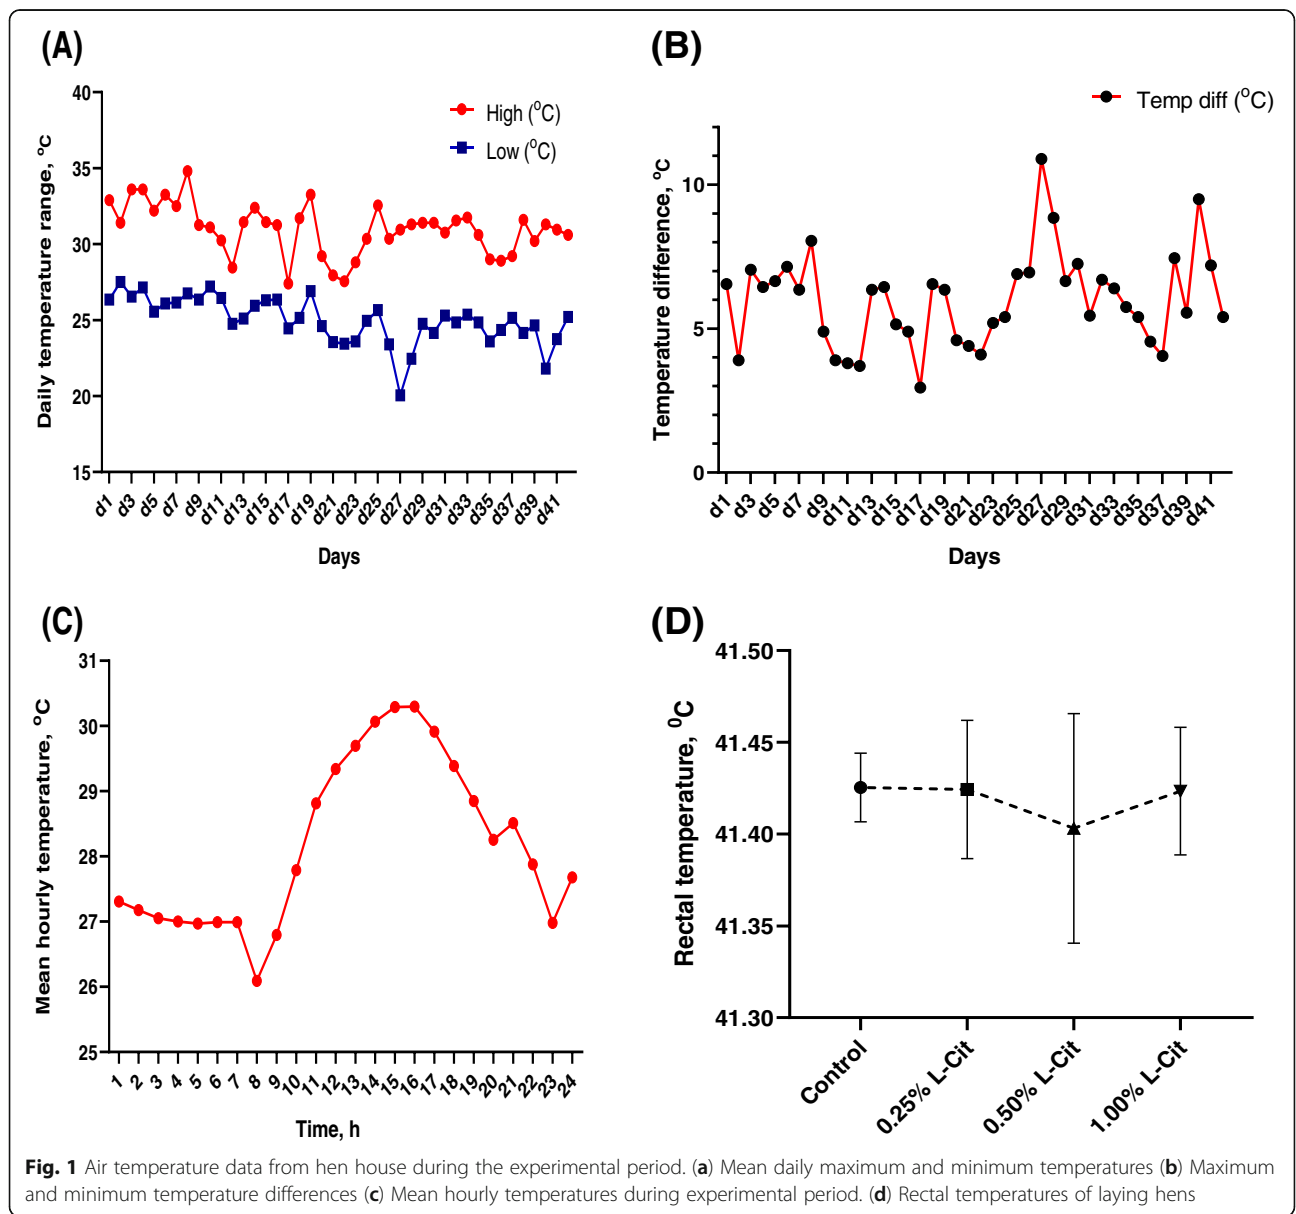 (A)
40
35
30
25
20
15
Daily temperature range, °C
High (°C)
Low (°C)
d1 d3 d5 d7 d9 d11 d13 d15 d17 d19 d21 d23 d25 d27 d29 d31 d33 d35 d37 d39 d41
Days
(B)
Temp diff (°C)
10
5
0
Temperature difference, °C
d1 d3 d5 d7 d9 d11 d13 d15 d17 d19 d21 d23 d25 d27 d29 d31 d33 d35 d37 d39 d41
Days
(C)
31
30
29
28
27
26
25
Mean hourly temperature, °C
1 2 3 4 5 6 7 8 9 10 11 12 13 14 15 16 17 18 19 20 21 22 23 24
Time, h
(D)
41.50
41.45
41.40
41.35
41.30
Rectal temperature, ⁰C
Control
0.25% L-Cit
0.50% L-Cit
1.00% L-Cit
Fig. 1 Air temperature data from hen house during the experimental period. (a) Mean daily maximum and minimum temperatures (b) Maximum
and minimum temperature differences (c) Mean hourly temperatures during experimental period. (d) Rectal temperatures of laying hens